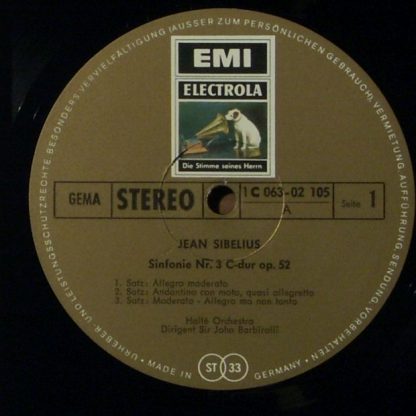 BESONDERS VERVIELFÄLTIGUNG (AUSSER ZUM PERSÖNLICHEN GEBRAUCH) VERMIETUNG AUFFÜHRUNG SENDUNG VORBEHALTEN
EMI
ELECTROLA
Die Stimme seines Herrn
GEMA
STEREO
1 C 063-02 105
A
Seite 1
JEAN SIBELIUS
Sinfonie Nr. 3 C-dur op. 52
1. Satz: Allegro moderato
2. Satz: Andantino con moto, quasi allegretto
3. Satz: Moderato - Allegro ma non tanto
Hallé Orchestra
Dirigent Sir John Barbirolli
URHEBER- UND LEISTUNGSSCHUTZRECHTE
MADE IN GERMANY
ST 33